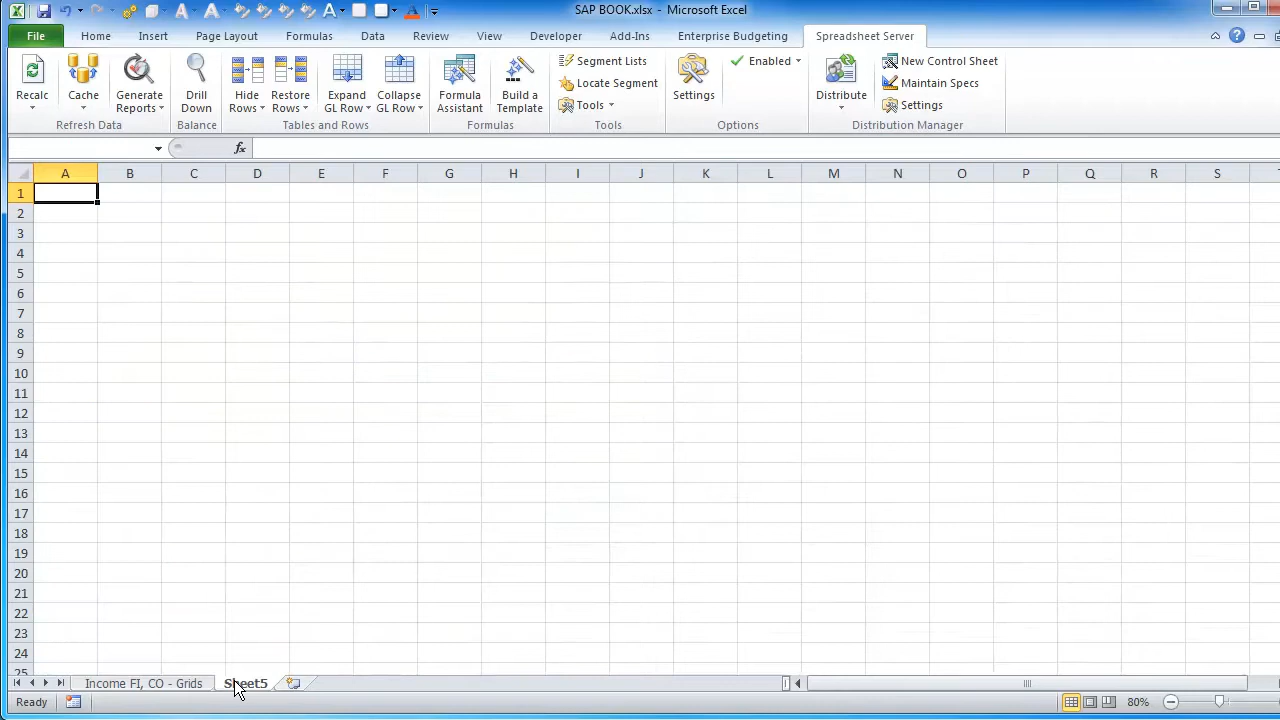 SAP BOOK.xlsx - Microsoft Excel
File Home Insert Page Layout Formulas Data Review View Developer Add-Ins Enterprise Budgeting Spreadsheet Server
Recalc
Cache
Generate
Reports
Refresh Data
Drill
Down
Balance
Hide
Rows
Restore
Rows
Expand
GL Row
Collapse
GL Row
Tables and Rows
Formula
Assistant
Build a
Template
Formulas
Segment Lists
Locate Segment
Tools
Tools
Settings
Enabled
Options
Distribute
New Control Sheet
Maintain Specs
Settings
Distribution Manager
fx
A B C D E F G H I J K L M N O P Q R S
1
2
3
4
5
6
7
8
9
10
11
12
13
14
15
16
17
18
19
20
21
22
23
24
25
Income FI, CO - Grids Sheet5
Ready 80%